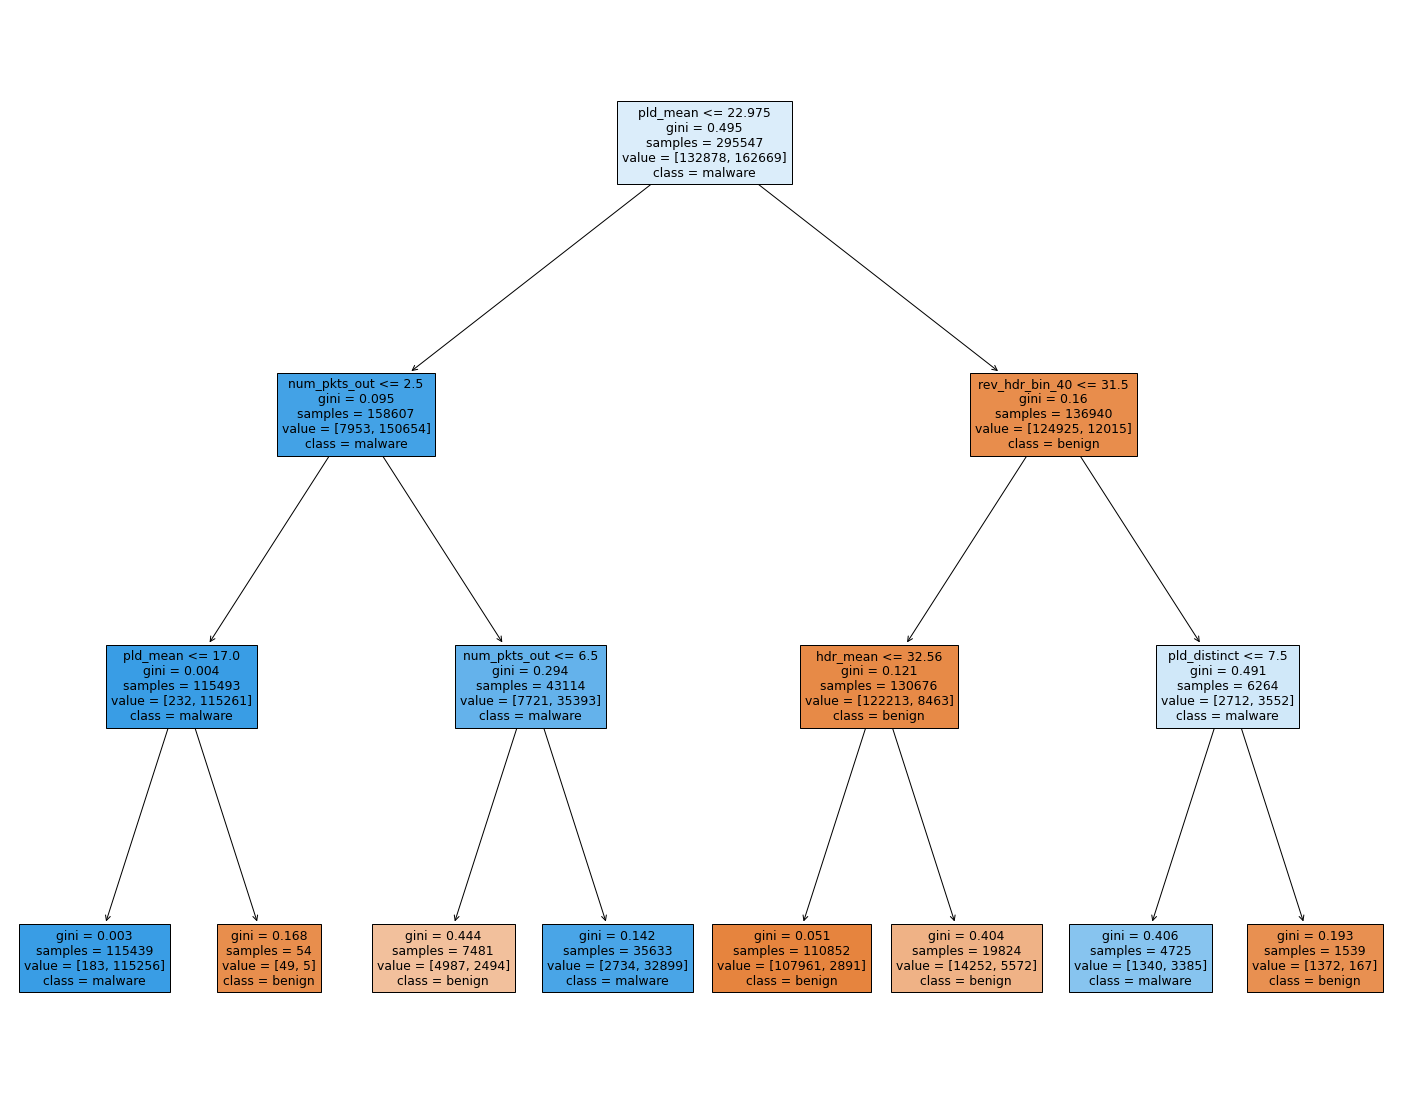 pld_mean <= 22.975
gini = 0.495
samples = 295547
value = [132878, 162669]
class = malware
num_pkts_out <= 2.5
gini = 0.095
samples = 158607
value = [7953, 150654]
class = malware
rev_hdr_bin_40 <= 31.5
gini = 0.16
samples = 136940
value = [124925, 12015]
class = benign
pld_mean <= 17.0
gini = 0.004
samples = 115493
value = [232, 115261]
class = malware
num_pkts_out <= 6.5
gini = 0.294
samples = 43114
value = [7721, 35393]
class = malware
hdr_mean <= 32.56
gini = 0.121
samples = 130676
value = [122213, 8463]
class = benign
pld_distinct <= 7.5
gini = 0.491
samples = 6264
value = [2712, 3552]
class = malware
gini = 0.003
samples = 115439
value = [183, 115256]
class = malware
gini = 0.168
samples = 54
value = [49, 5]
class = benign
gini = 0.444
samples = 7481
value = [4987, 2494]
class = benign
gini = 0.142
samples = 35633
value = [2734, 32899]
class = malware
gini = 0.051
samples = 110852
value = [107961, 2891]
class = benign
gini = 0.404
samples = 19824
value = [14252, 5572]
class = benign
gini = 0.406
samples = 4725
value = [1340, 3385]
class = malware
gini = 0.193
samples = 1539
value = [1372, 167]
class = benign